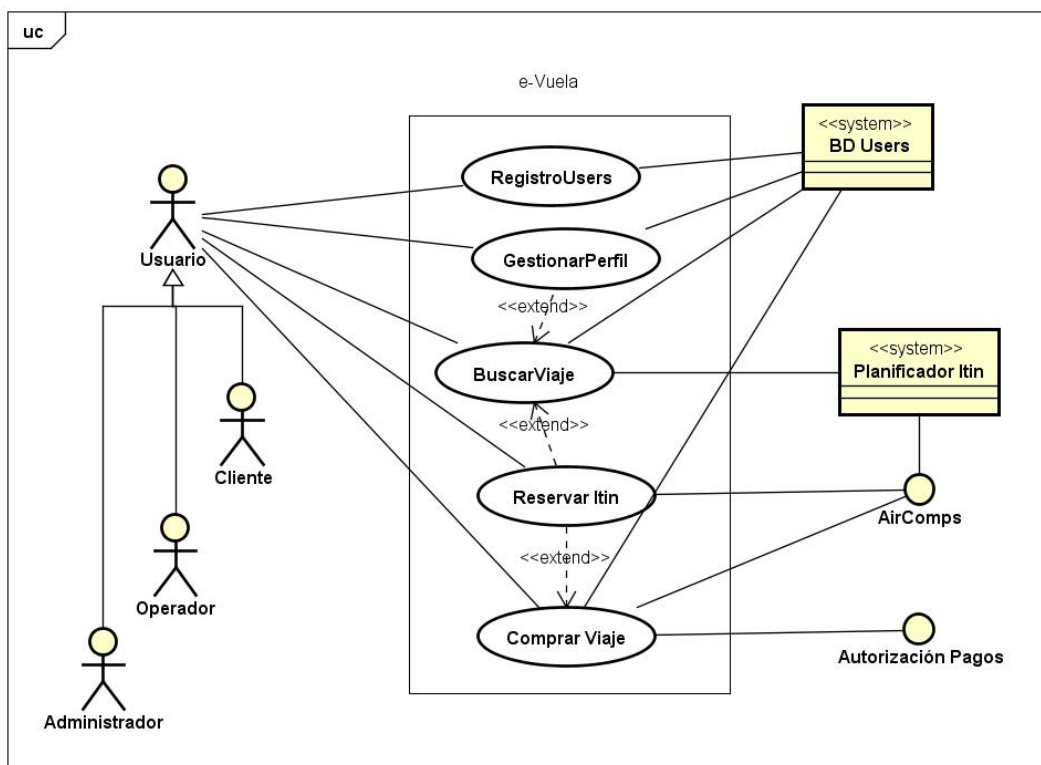 uc
e-Vuela
<<system>>
BD Users
RegistroUsers
Usuario
GestionarPerfil
<<extend>>
<<system>>
Planificador Itin
BuscarViaje
<<extend>>
Cliente
Reservar Itin
AirComps
<<extend>>
Operador
Comprar Viaje
Autorización Pagos
Administrador